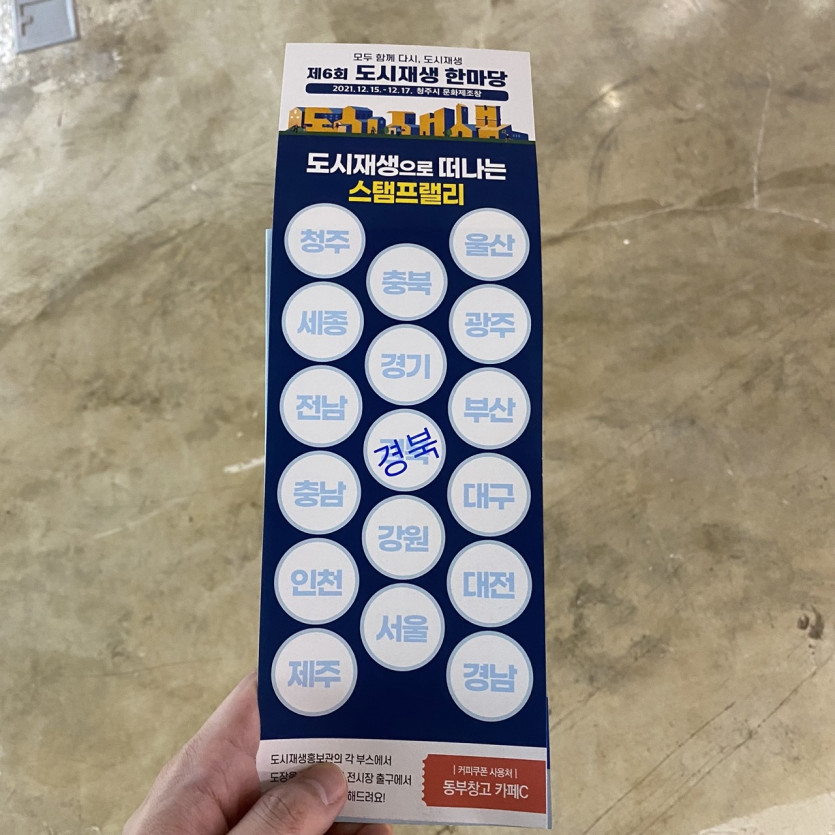 모두 함께 다시, 도시재생
제6회 도시재생 한마당
2021. 12. 15. - 12. 17. 청주시 문화제조창
도시재생
도시재생으로 떠나는
스탬프랠리
청주
울산
충북
세종
광주
경기
전남
부산
경북
충남
대구
강원
인천
대전
서울
제주
경남
도시재생홍보관의 각 부스에서
전시장 출구에서
해드려요!
| 커피쿠폰 사용처 |
동부창고 카페C